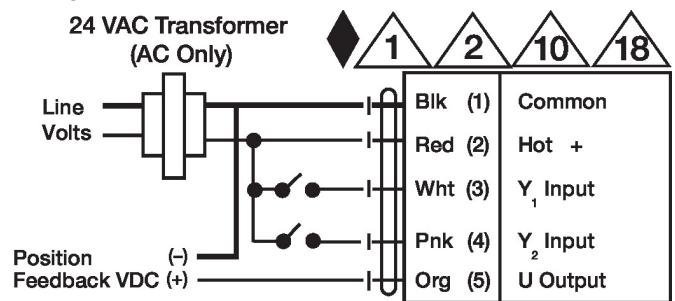 24 VAC Transformer
(AC Only)
1
2
10
18
Line
Volts
Blk (1) Common
Red (2) Hot +
Wht (3) Y1 Input
Pnk (4) Y2 Input
Org (5) U Output
Position (–)
Feedback VDC (+)